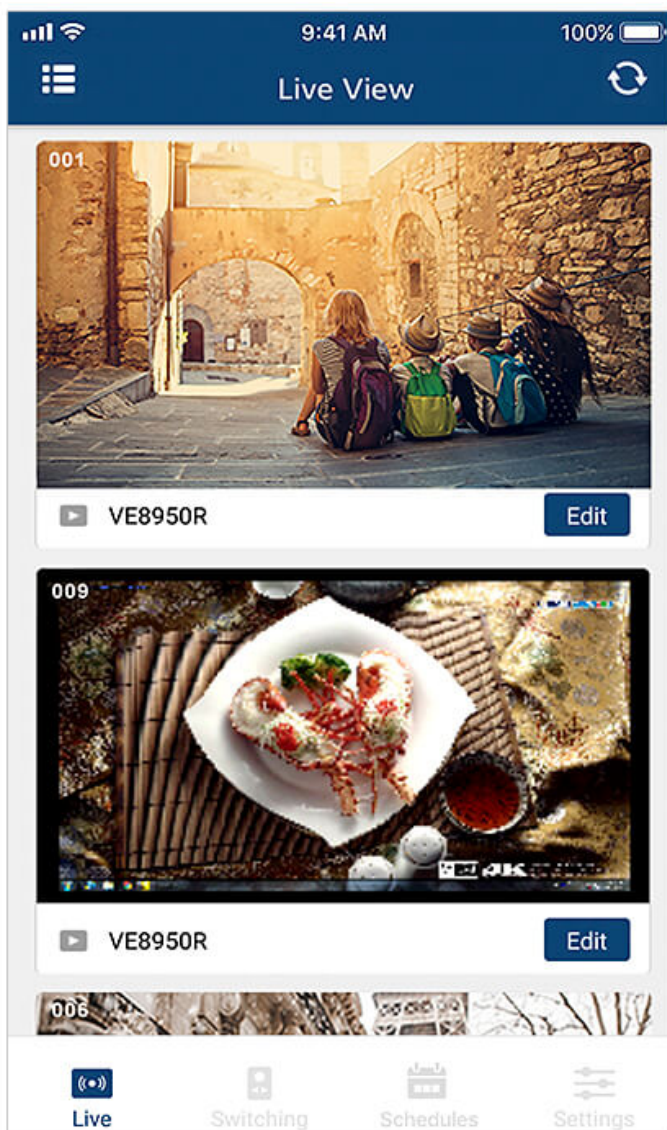 9:41 AM 100%
Live View
001
VE8950R Edit
009
VE8950R Edit
006
Live Switching Schedules Settings